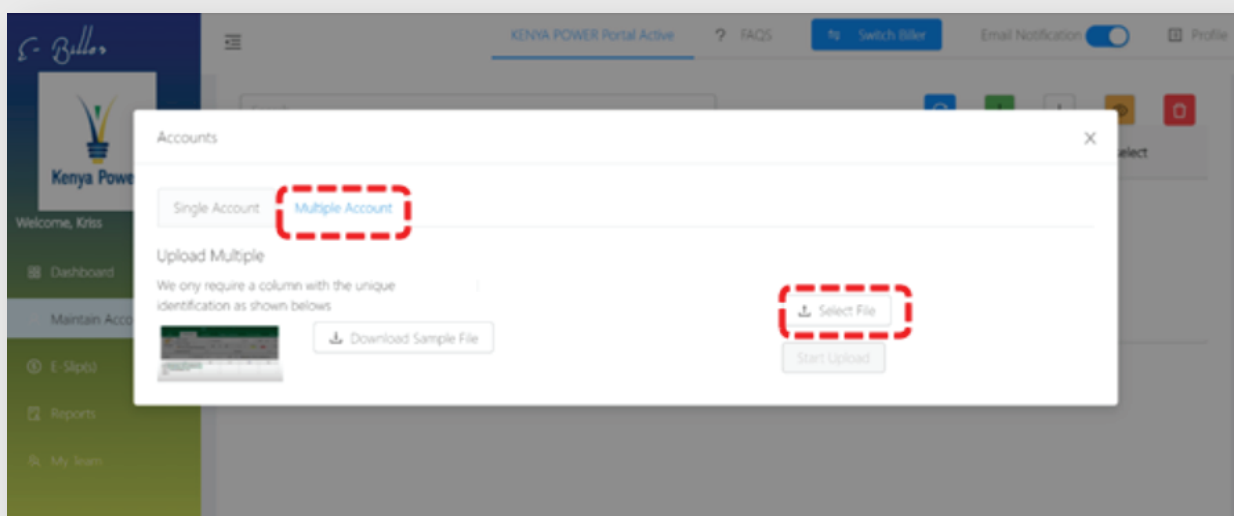 E-Biller
KENYA POWER Portal Active
? FAQS
Switch Biller
Email Notification
Profile
Accounts
Kenya Powe
elect
Single Account
Multiple Account
Welcome, Kriss
Upload Multiple
We ony require a column with the unique
identification as shown belows
Dashboard
Select File
Maintain Acco
Download Sample File
Start Upload
E-Slip(s)
Reports
My Team